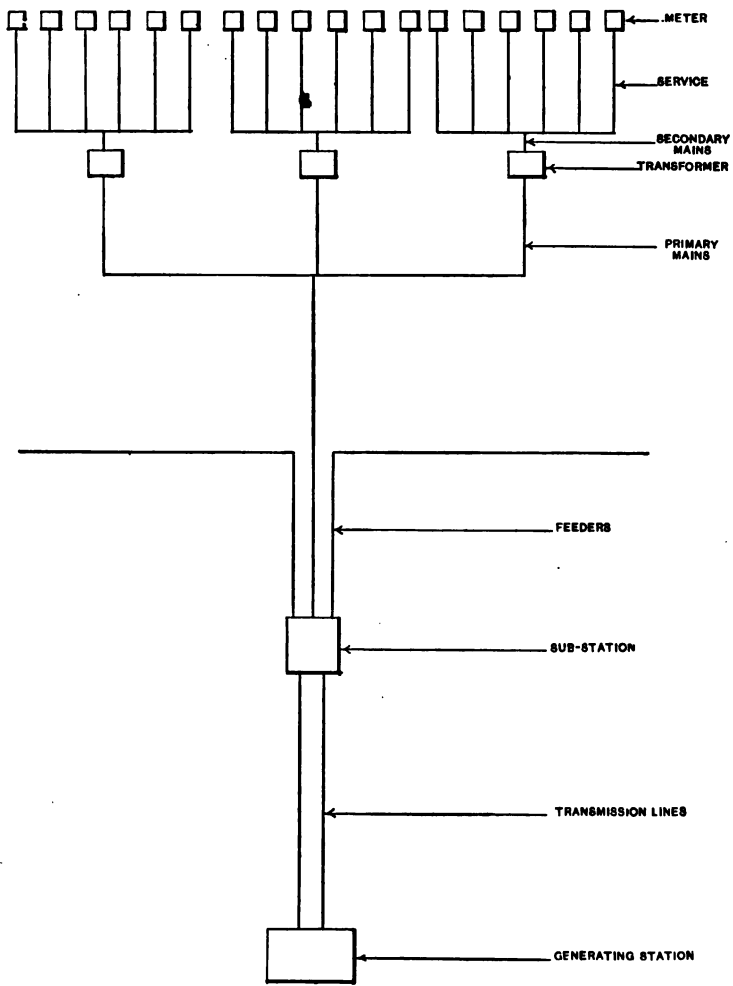 METER
SERVICE
SECONDARY
MAINS
TRANSFORMER
PRIMARY
MAINS
FEEDERS
SUB-STATION
TRANSMISSION LINES
GENERATING STATION